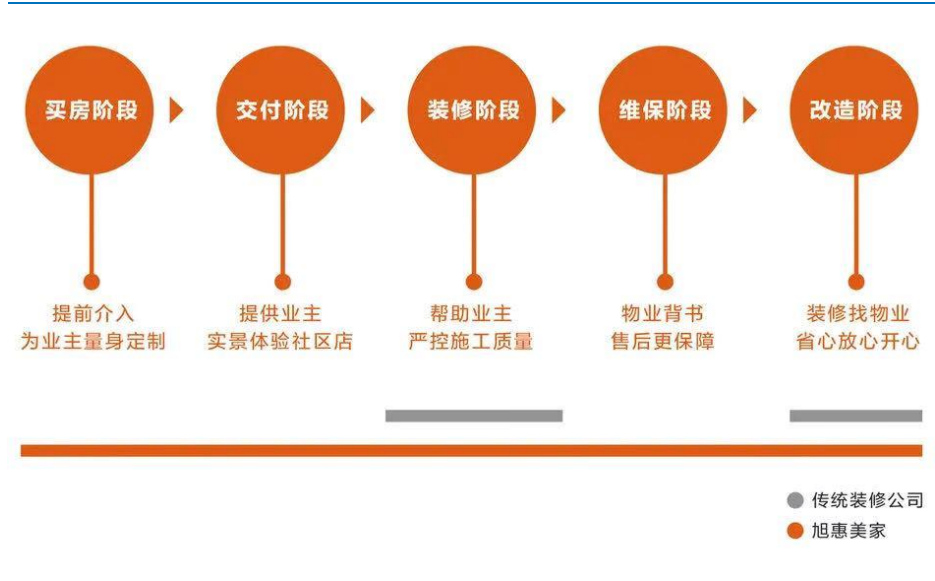 买房阶段
交付阶段
装修阶段
维保阶段
改造阶段
提前介入
为业主量身定制
提供业主
实景体验社区店
帮助业主
严控施工质量
物业背书
售后更保障
装修找物业
省心放心开心
传统装修公司
旭惠美家